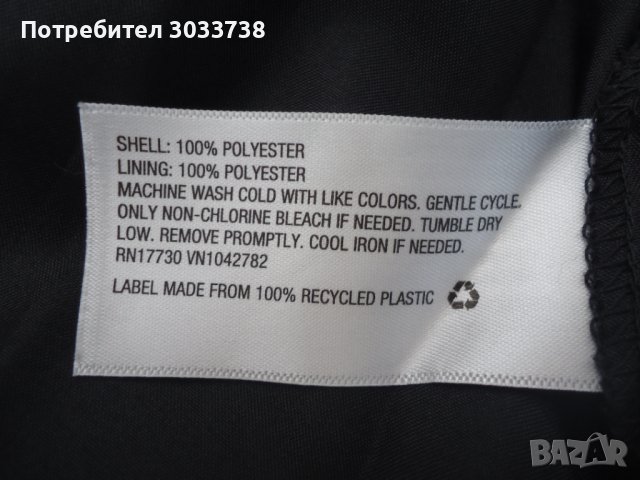 Потребител 3033738
SHELL: 100% POLYESTER
LINING: 100% POLYESTER
MACHINE WASH COLD WITH LIKE COLORS. GENTLE CYCLE.
ONLY NON-CHLORINE BLEACH IF NEEDED. TUMBLE DRY
LOW. REMOVE PROMPTLY. COOL IRON IF NEEDED.
RN17730 VN1042782
LABEL MADE FROM 100% RECYCLED PLASTIC
BAZAR